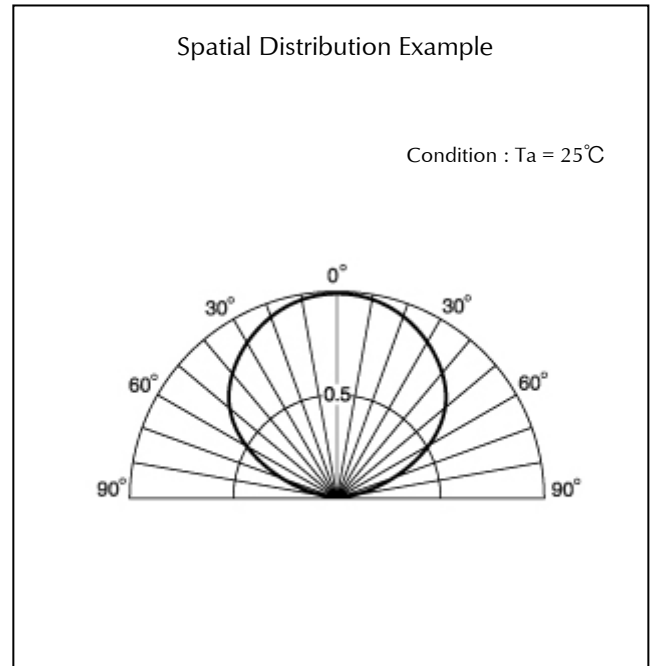 Spatial Distribution Example
Condition : Ta = 25℃
0°
30° 30°
60° 60°
0.5
90° 90°